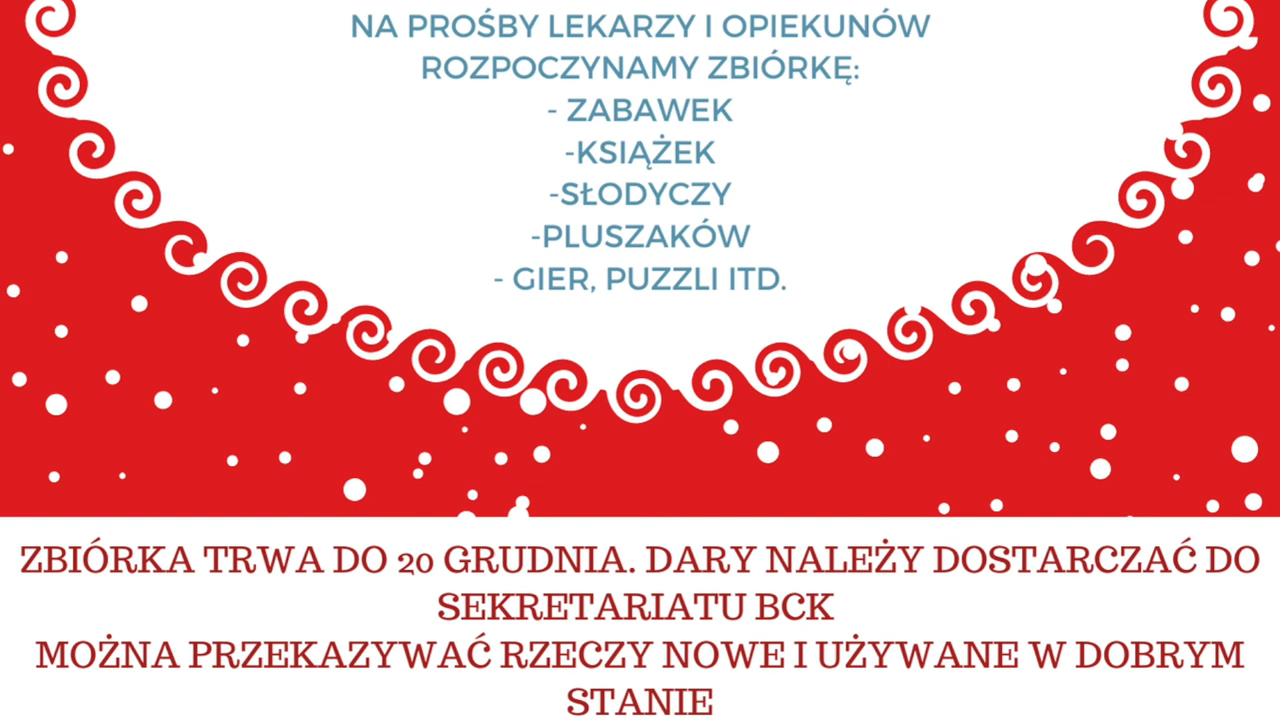 NA PROŚBY LEKARZY I OPIEKUNÓW
ROZPOCZYNAMY ZBIÓRKĘ:
- ZABAWEK
-KSIĄŻEK
-SŁODYCZY
-PLUSZAKÓW
- GIER, PUZZLI ITD.
ZBIÓRKA TRWA DO 20 GRUDNIA. DARY NALEŻY DOSTARCZAĆ DO
SEKRETARIATU BCK
MOŻNA PRZEKAZYWAĆ RZECZY NOWE I UŻYWANE W DOBRYM
STANIE